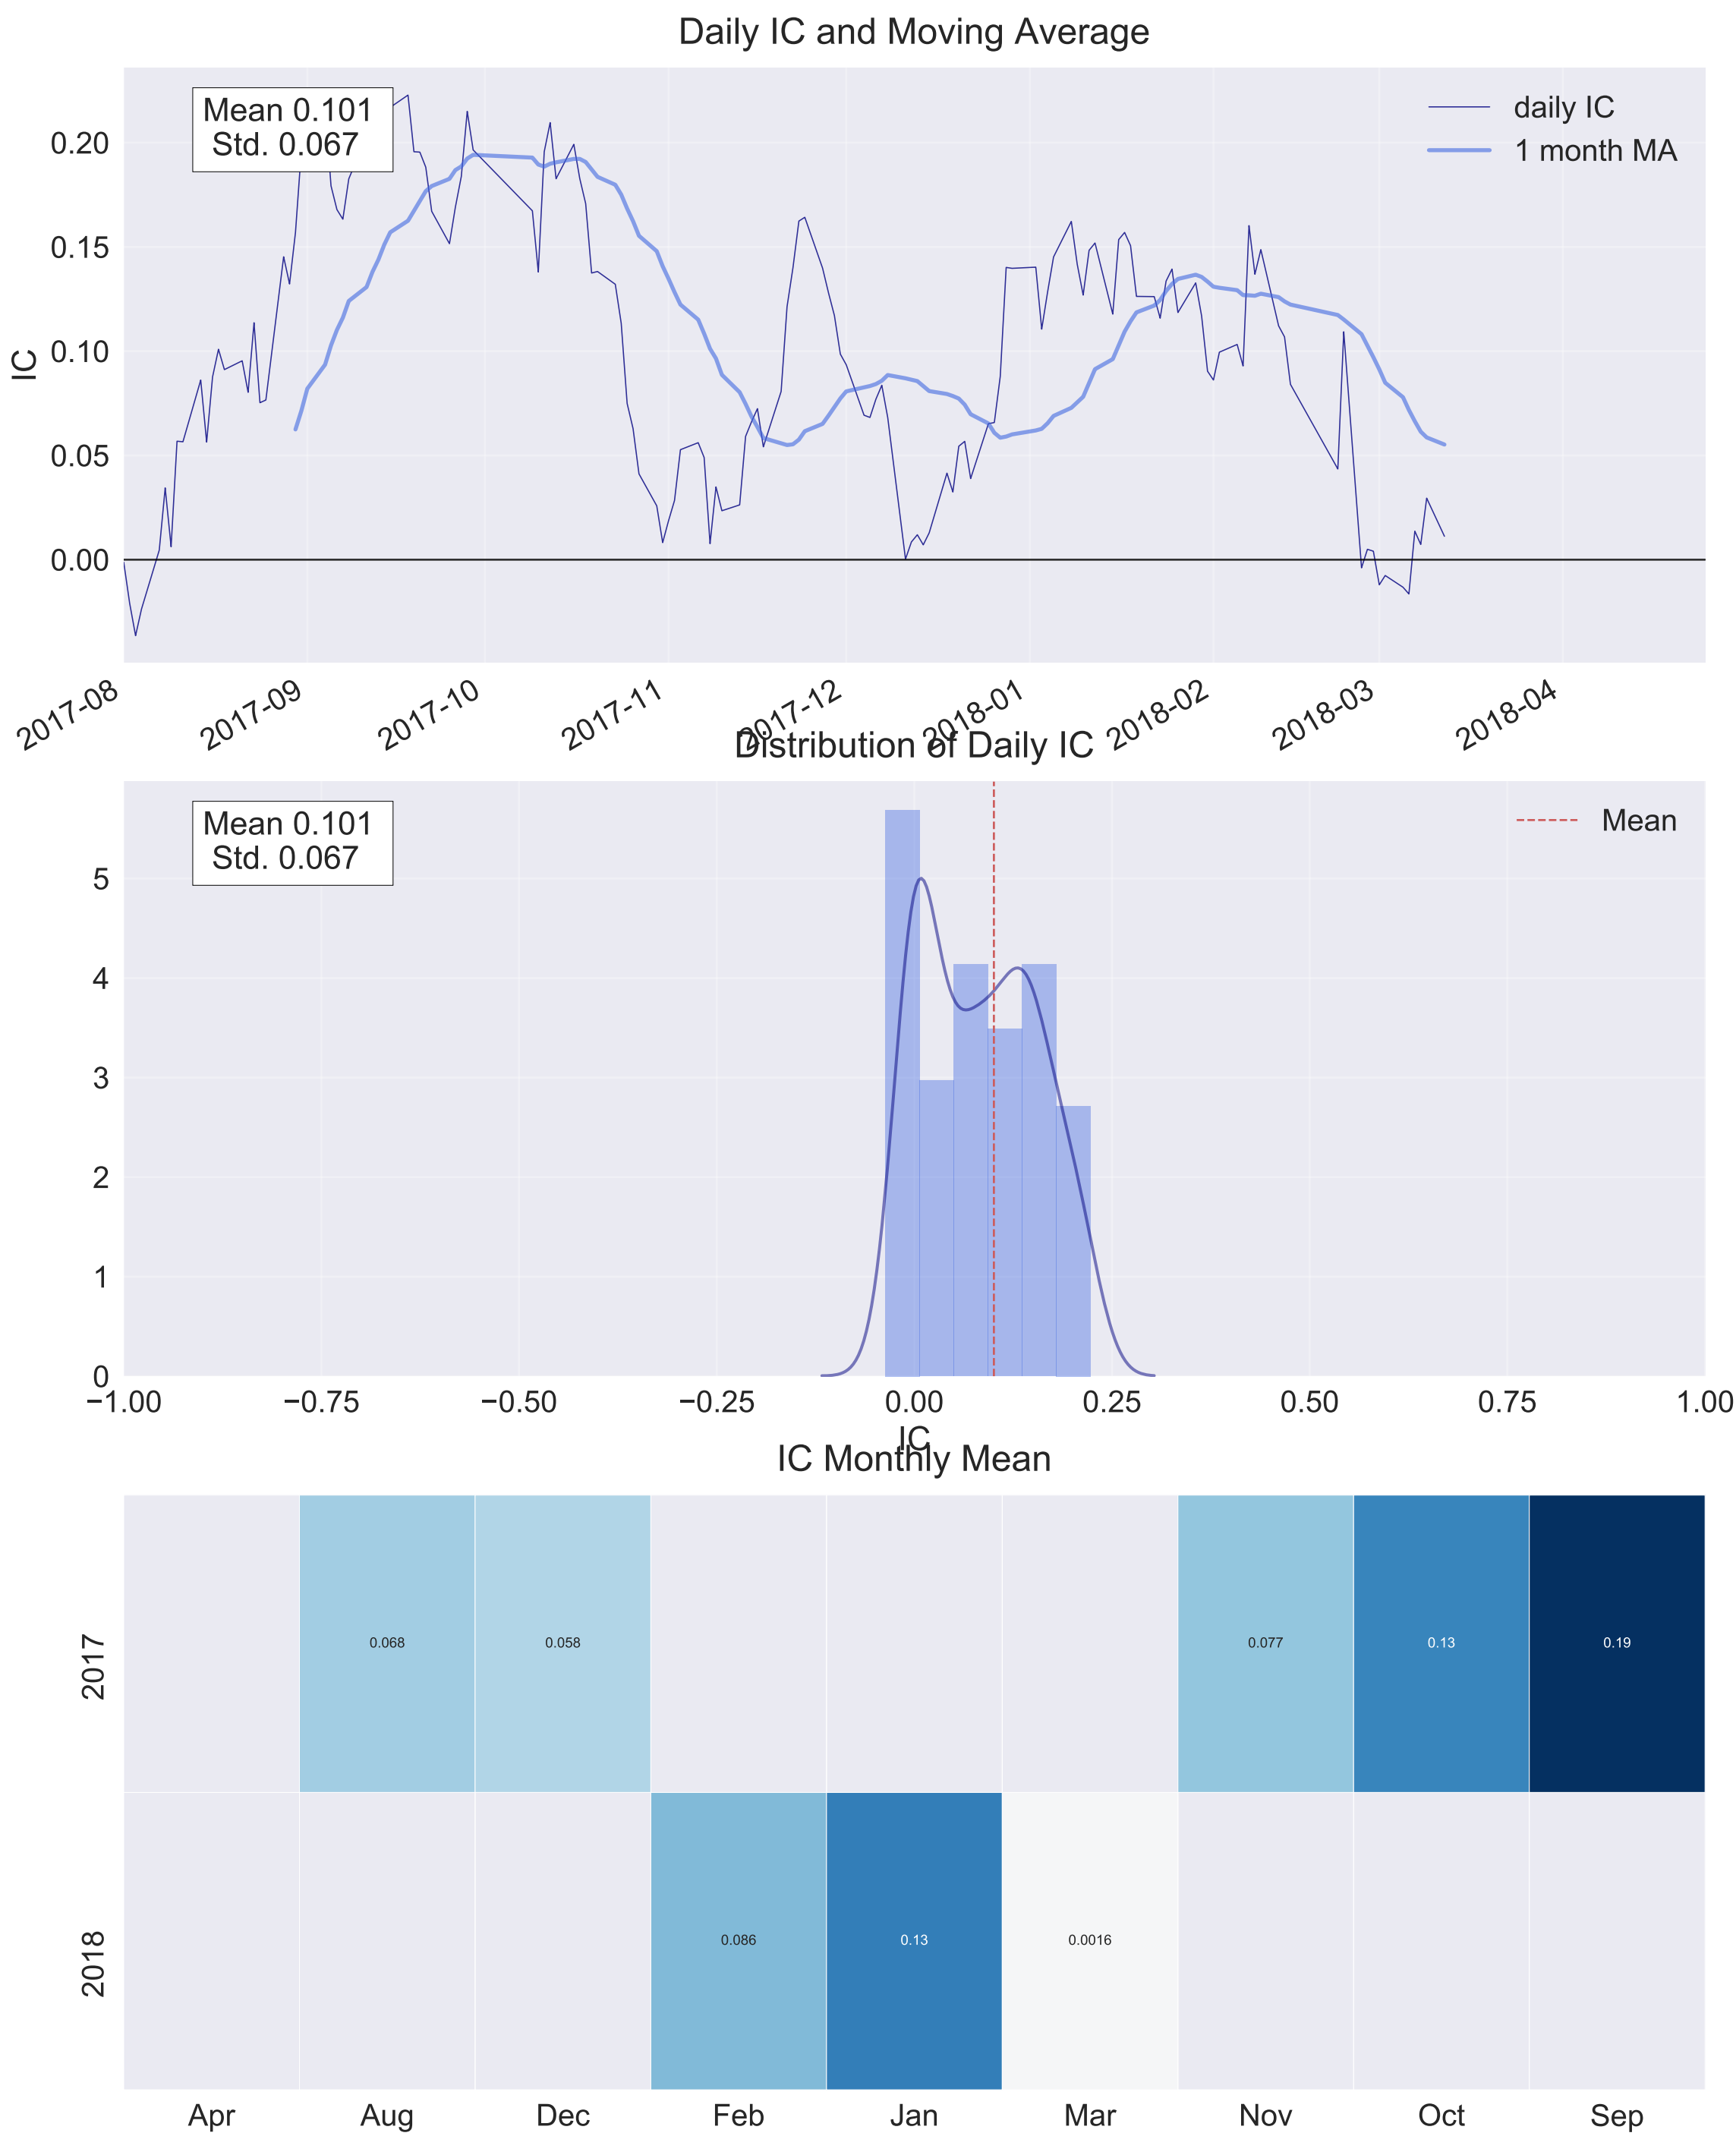 Daily IC and Moving Average
Mean 0.101
Std. 0.067
daily IC
1 month MA
IC
0.20
0.15
0.10
0.05
0.00
2017-08
2017-09
2017-10
2017-11
2017-12
2018-01
2018-02
2018-03
2018-04
Distribution of Daily IC
Mean 0.101
Std. 0.067
Mean
5
4
3
2
1
0
−1.00 −0.75 −0.50 −0.25 0.00 0.25 0.50 0.75 1.00
IC
IC Monthly Mean
2017
0.068 0.058 0.077 0.13 0.19
2018
0.086 0.13 0.0016
Apr Aug Dec Feb Jan Mar Nov Oct Sep